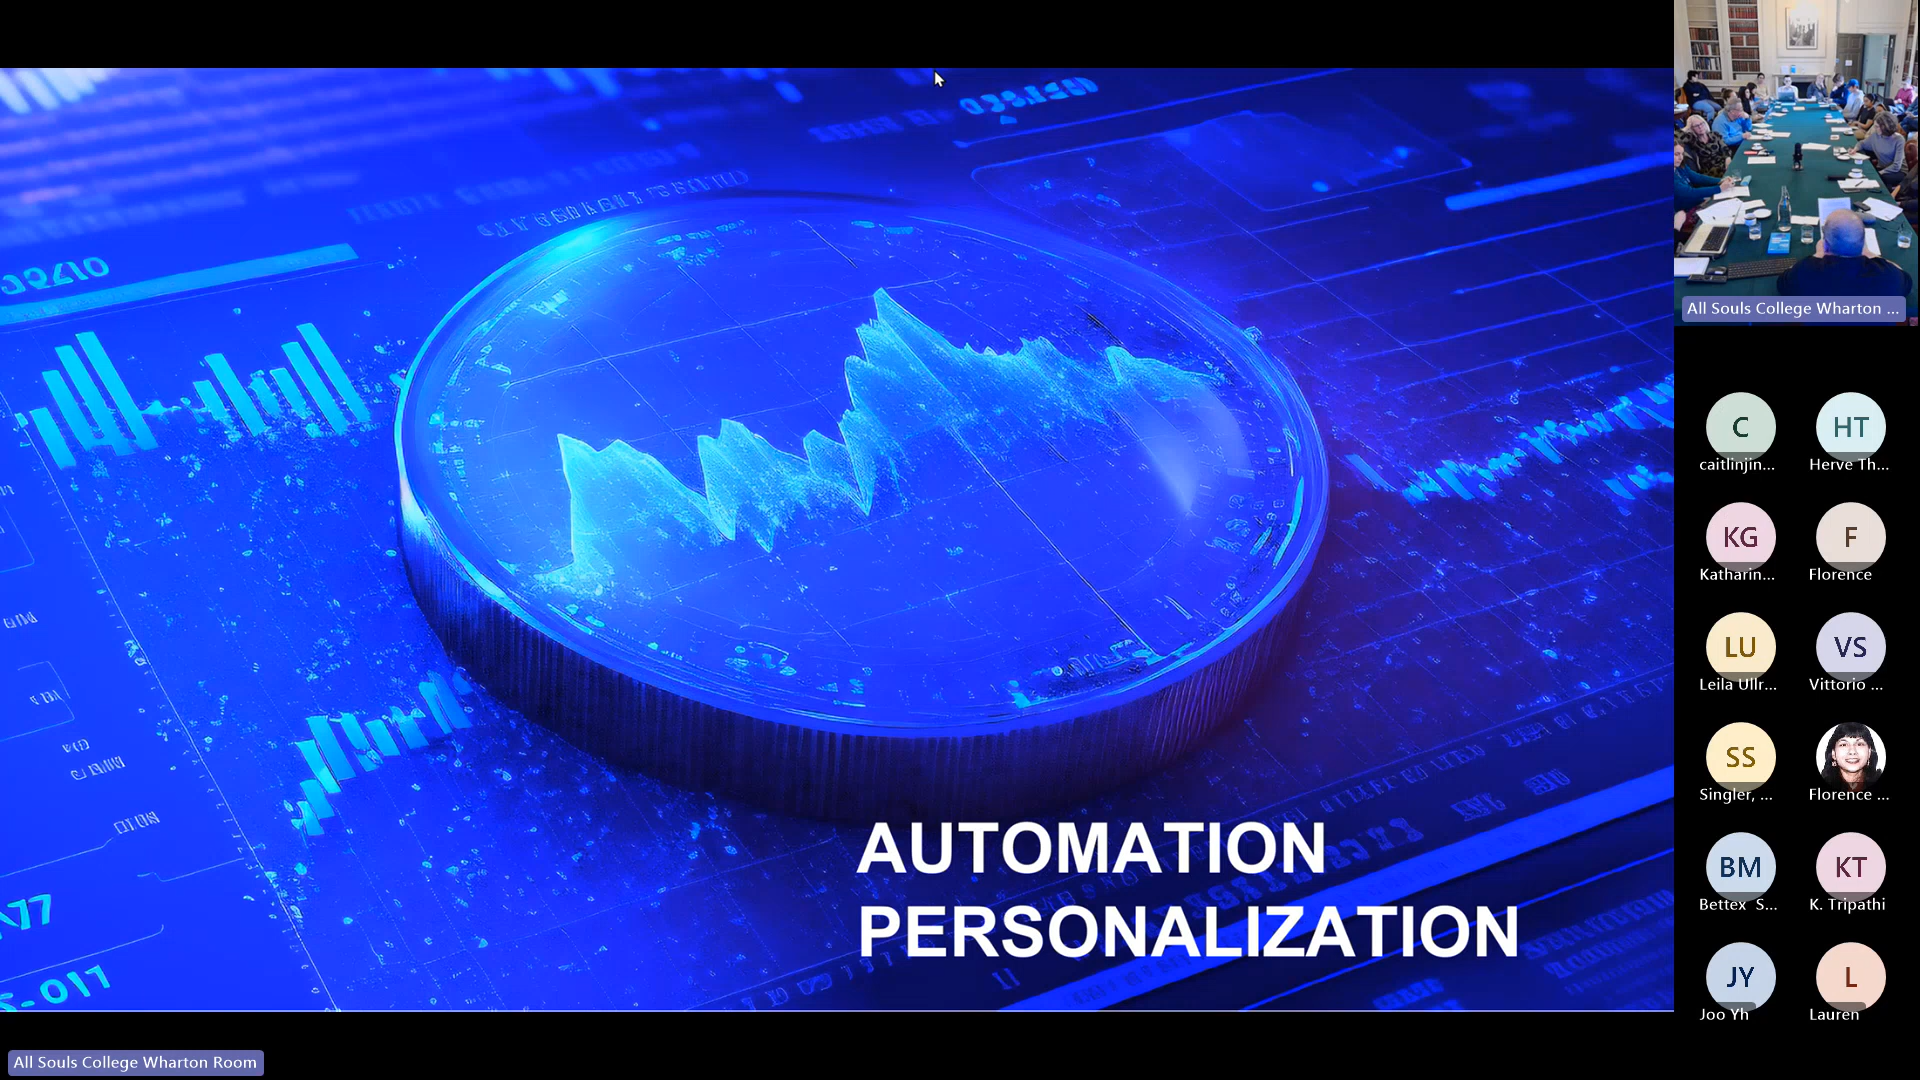 AUTOMATION
PERSONALIZATION
All Souls College Wharton ...
C
caitlinjin...
HT
Herve Th...
KG
Katharin...
F
Florence
LU
Leila Ullr...
VS
Vittorio ...
SS
Singler, ...
Florence ...
BM
Bettex S...
KT
K. Tripathi
JY
Joo Yh
L
Lauren
All Souls College Wharton Room